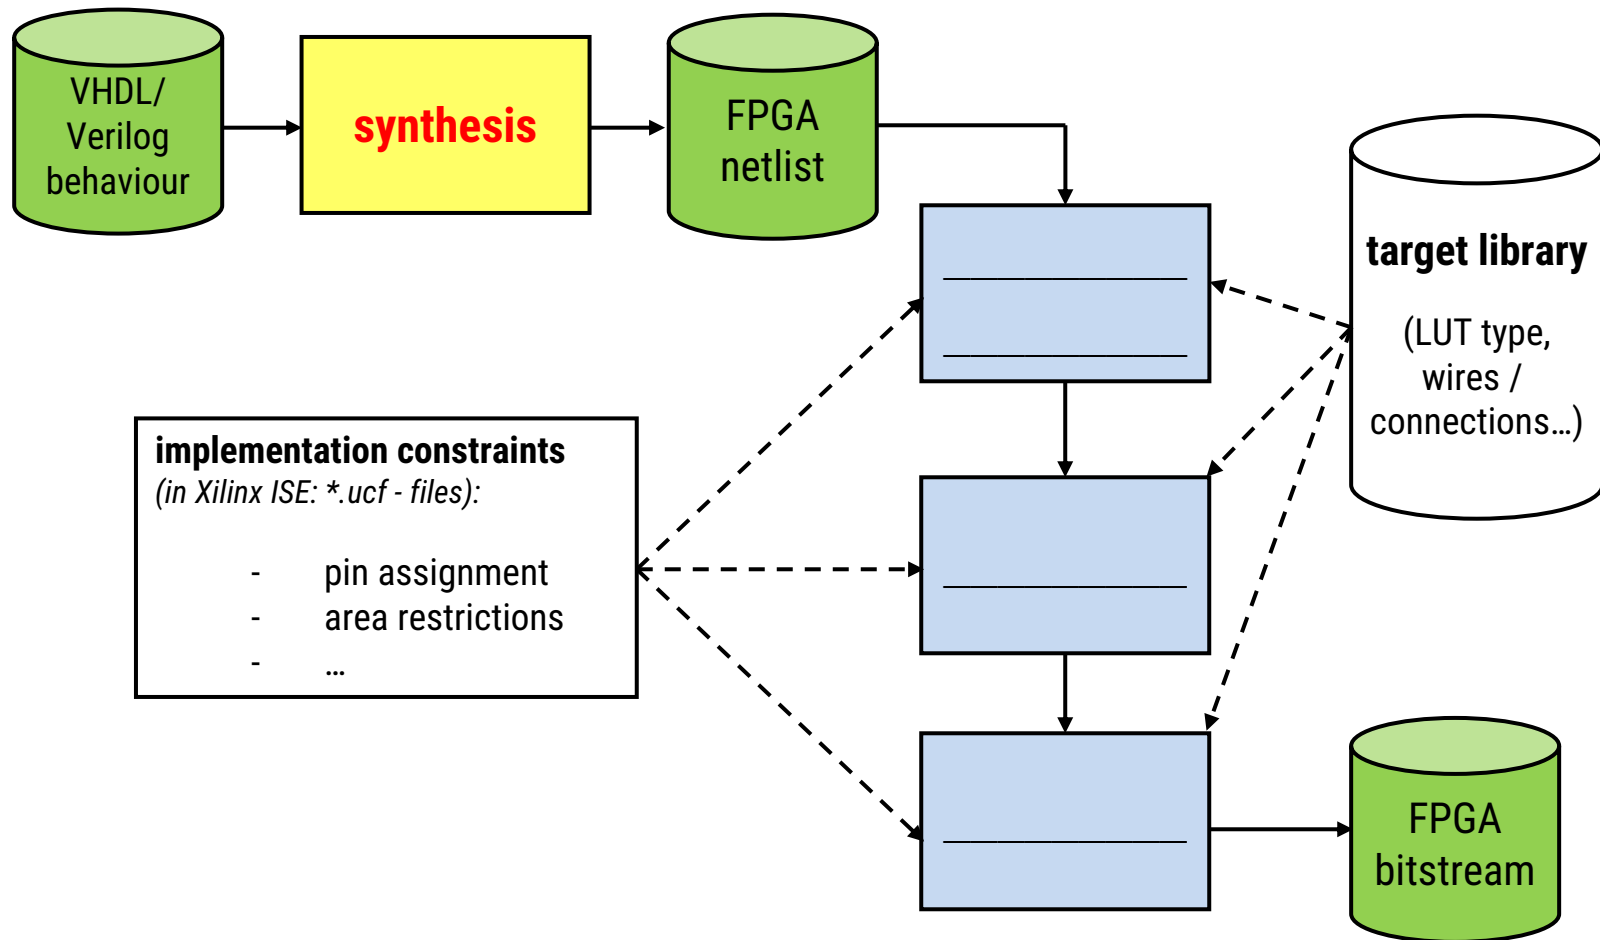 VHDL/
Verilog
behaviour
synthesis
FPGA
netlist
target library
(LUT type,
wires /
connections…)
implementation constraints
(in Xilinx ISE: *.ucf - files):
- pin assignment
- area restrictions
- …
FPGA
bitstream